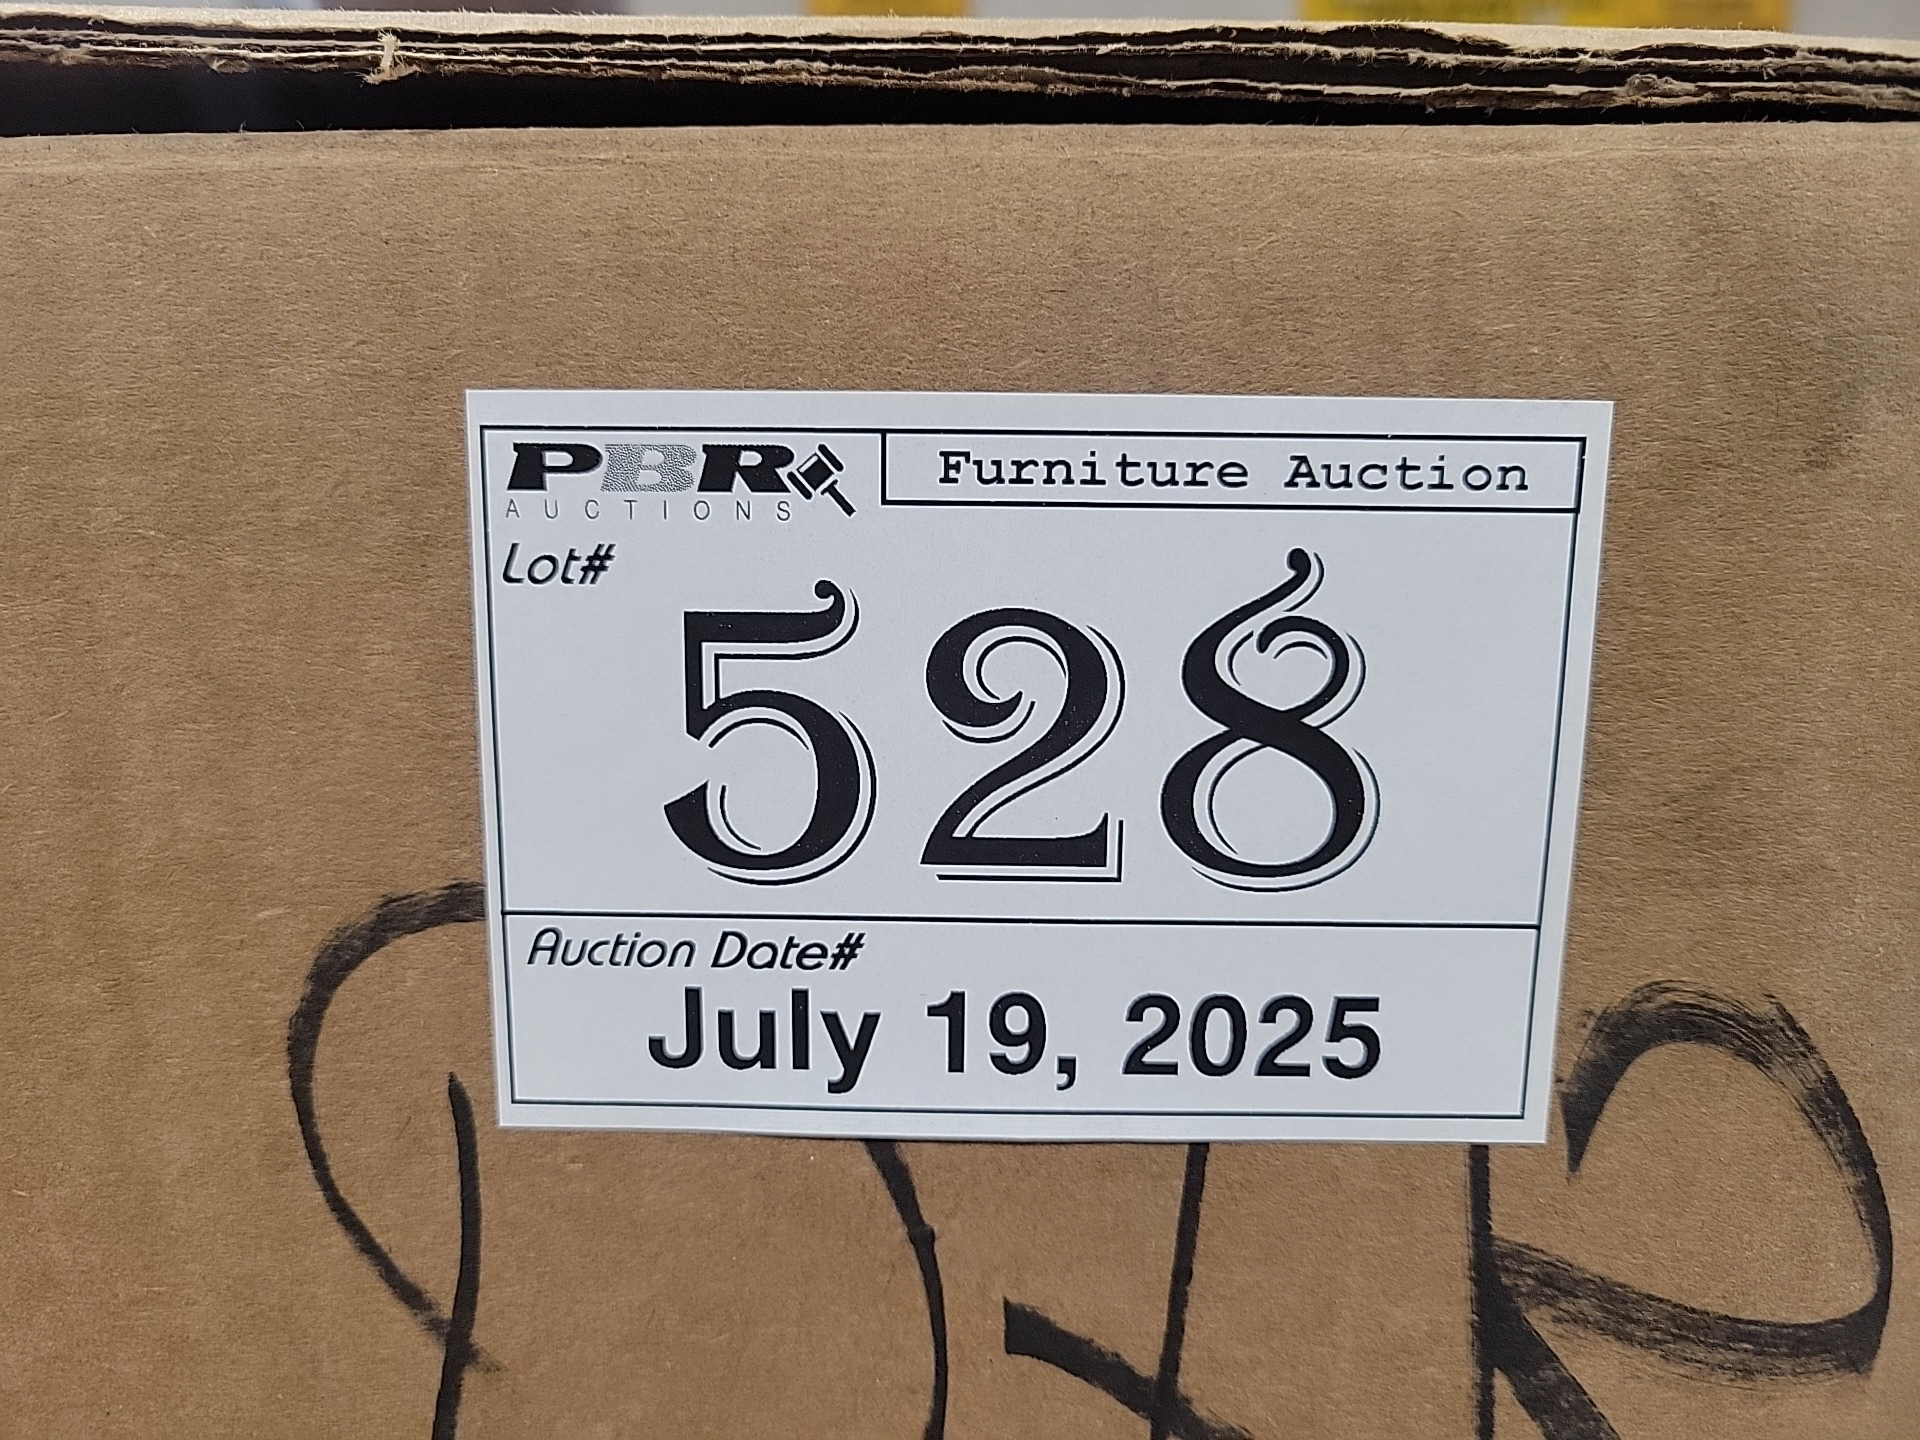 PBR
AUCTIONS
Furniture Auction
Lot#
528
Auction Date#
July 19, 2025